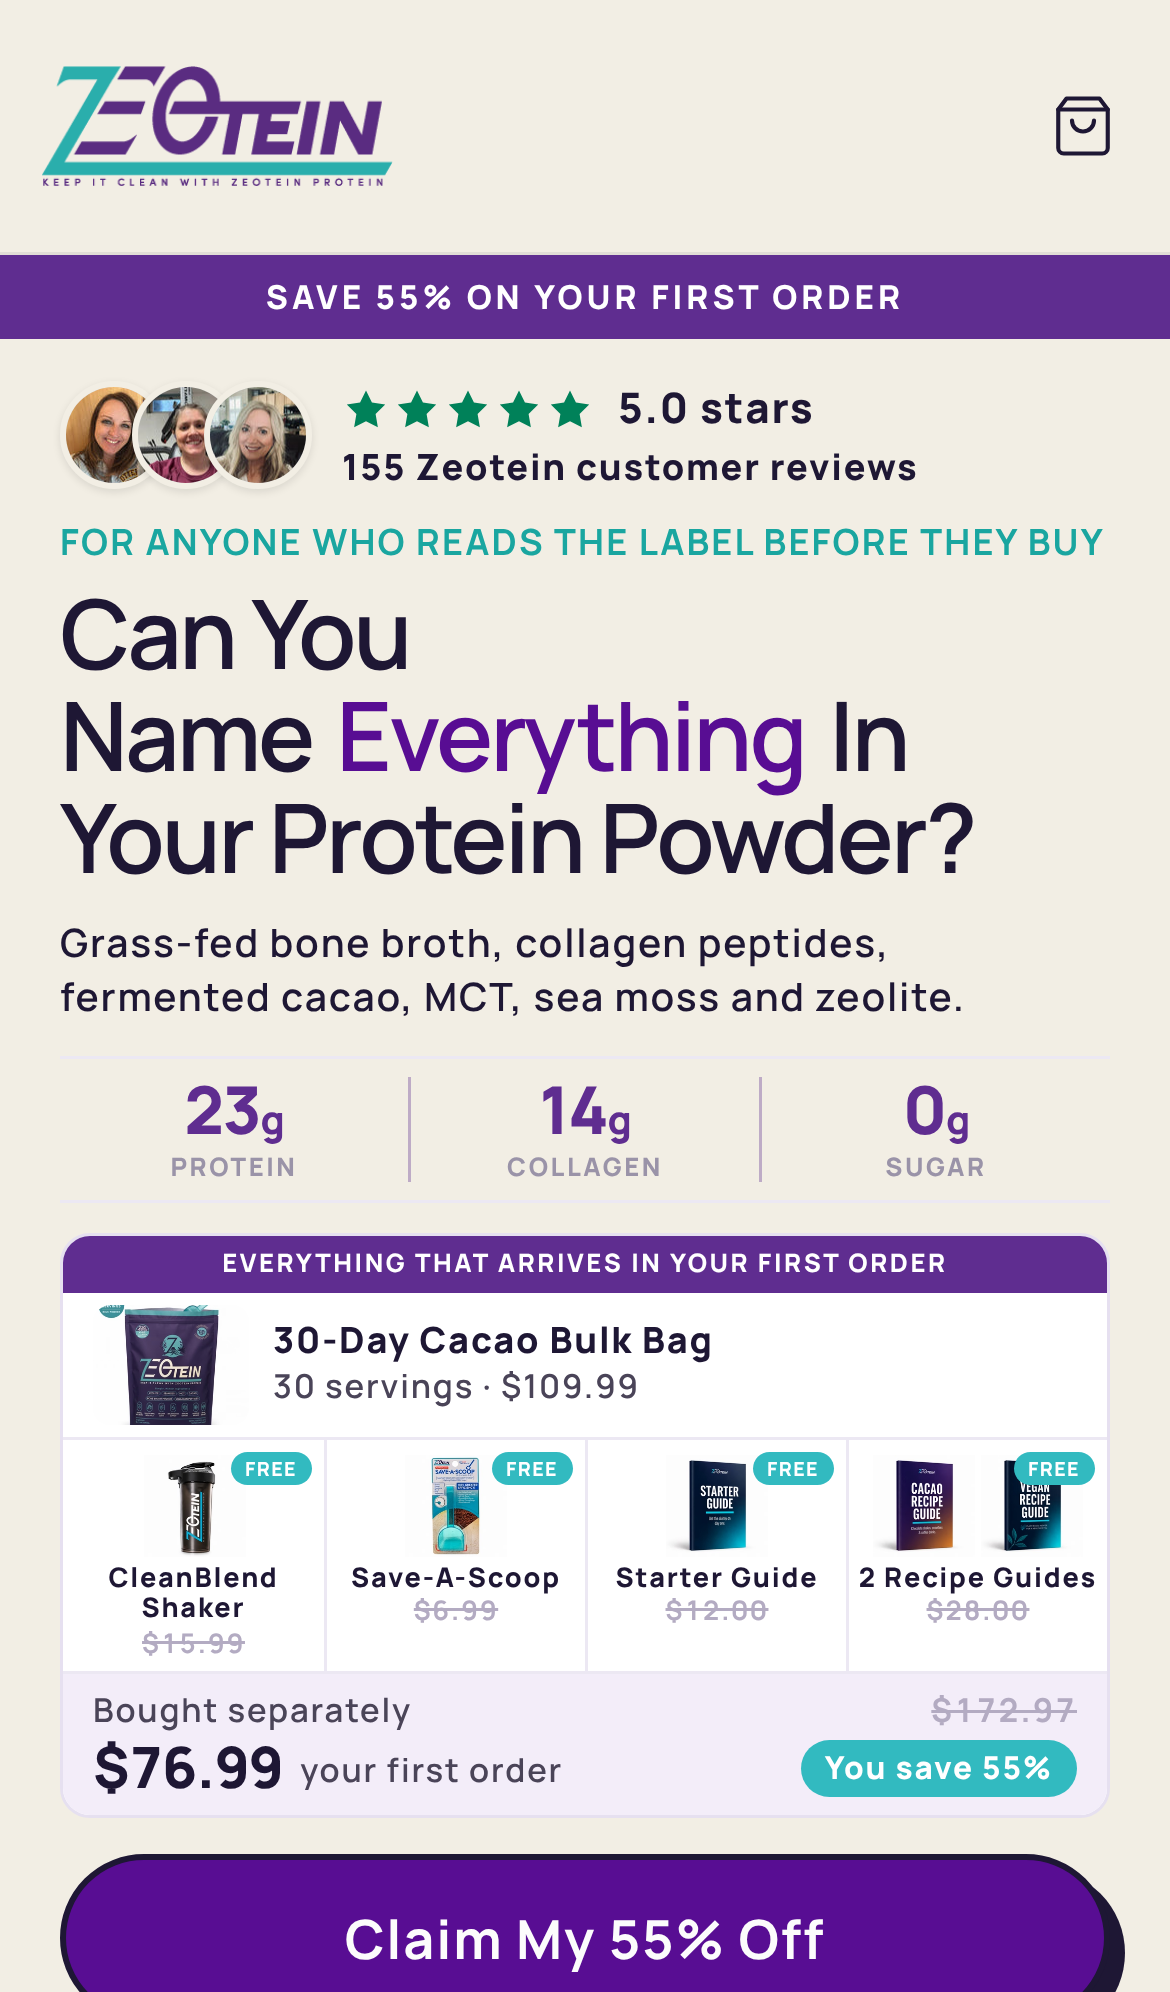 ZEOTEIN
KEEP IT CLEAN WITH ZEOTEIN PROTEIN
SAVE 55% ON YOUR FIRST ORDER
5.0 stars
155 Zeotein customer reviews
FOR ANYONE WHO READS THE LABEL BEFORE THEY BUY
Can You
Name Everything In
Your Protein Powder?
Grass-fed bone broth, collagen peptides,
fermented cacao, MCT, sea moss and zeolite.
23g
PROTEIN
14g
COLLAGEN
0g
SUGAR
EVERYTHING THAT ARRIVES IN YOUR FIRST ORDER
ZEOTEIN
30-Day Cacao Bulk Bag
30 servings · $109.99
ZEOTEIN
FREE
CleanBlend
Shaker
$15.99
SAVE-A-SCOOP
FREE
Save-A-Scoop
$6.99
STARTER
GUIDE
FREE
Starter Guide
$12.00
CACAO
RECIPE
GUIDE
VEGAN
RECIPE
GUIDE
FREE
2 Recipe Guides
$28.00
Bought separately
$172.97
$76.99 your first order
You save 55%
Claim My 55% Off